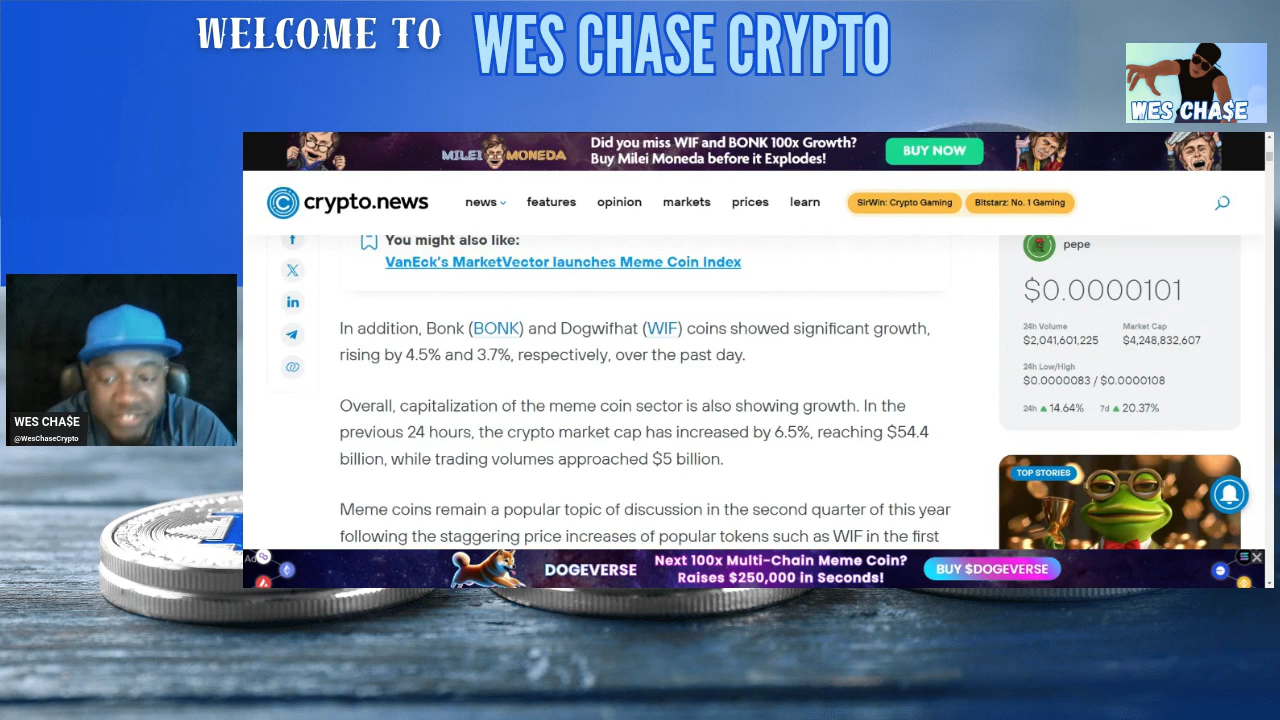 WELCOME TO WES CHASE CRYPTO
WES CHA$E
MILEI MONEDA
Did you miss WIF and BONK 100x Growth?
Buy Milei Moneda before it Explodes!
BUY NOW
crypto.news
news
features
opinion
markets
prices
learn
SirWin: Crypto Gaming
Bitstarz: No. 1 Gaming
You might also like:
VanEck's MarketVector launches Meme Coin Index
In addition, Bonk (BONK) and Dogwifhat (WIF) coins showed significant growth,
rising by 4.5% and 3.7%, respectively, over the past day.
Overall, capitalization of the meme coin sector is also showing growth. In the
previous 24 hours, the crypto market cap has increased by 6.5%, reaching $54.4
billion, while trading volumes approached $5 billion.
Meme coins remain a popular topic of discussion in the second quarter of this year
following the staggering price increases of popular tokens such as WIF in the first
pepe
$0.0000101
24h Volume
Market Cap
$2,041,601,225
$4,248,832,607
24h Low/High
$0.0000083 / $0.0000108
24h ▲ 14.64% 7d ▲ 20.37%
TOP STORIES
WES CHA$E
@WesChaseCrypto
Ad
DOGEVERSE
Next 100x Multi-Chain Meme Coin?
Raises $250,000 in Seconds!
BUY $DOGEVERSE